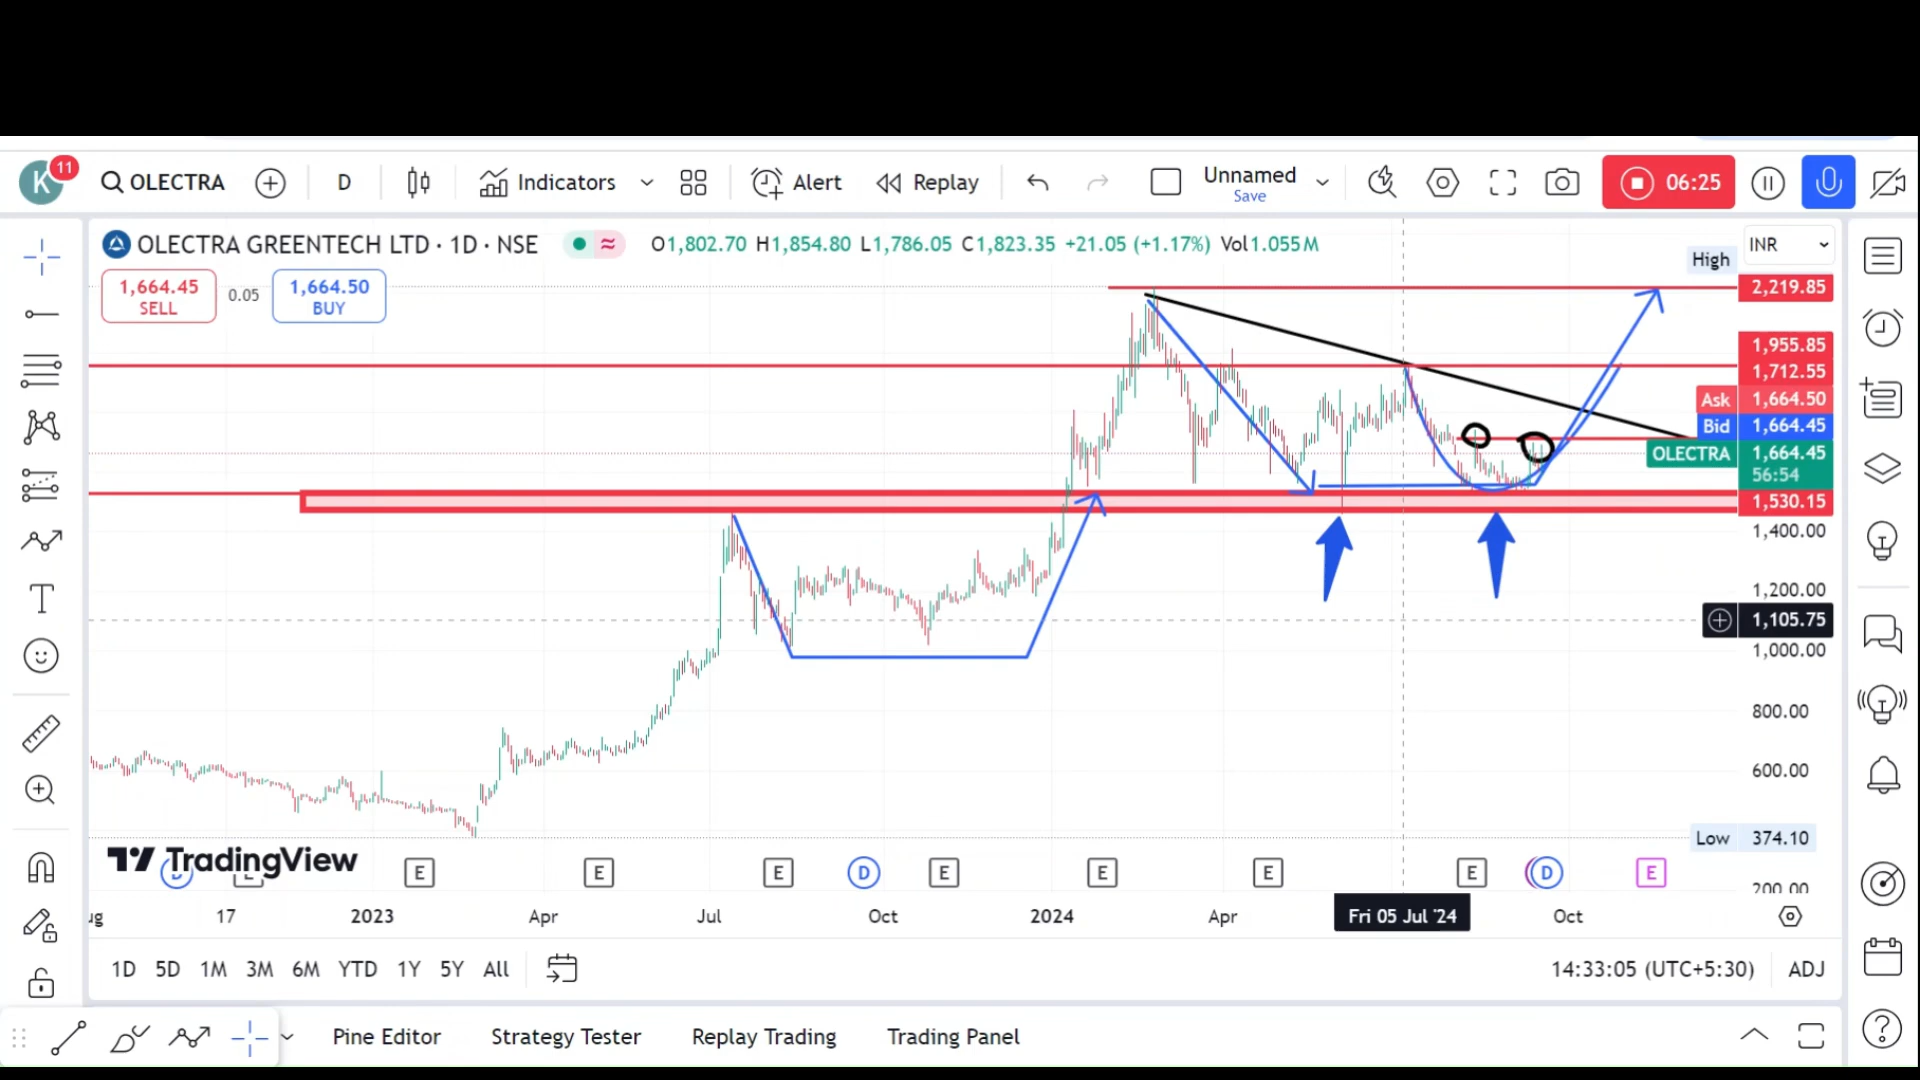 K 11 OLECTRA D Indicators Alert Replay Unnamed 06:25
Save
OLECTRA GREENTECH LTD · 1D · NSE O1,802.70 H1,854.80 L1,786.05 C1,823.35 +21.05 (+1.17%) Vol1.055M INR
High
1,664.45 0.05 1,664.50
SELL BUY
2,219.85
1,955.85
1,712.55
Ask 1,664.50
Bid 1,664.45
OLECTRA 1,664.45
56:54
1,530.15
1,400.00
1,200.00
1,105.75
1,000.00
800.00
600.00
Low 374.10
200.00
TradingView
E E E D E E E E D E
ug 17 2023 Apr Jul Oct 2024 Apr Fri 05 Jul '24 Oct
1D 5D 1M 3M 6M YTD 1Y 5Y All 14:33:05 (UTC+5:30) ADJ
Pine Editor Strategy Tester Replay Trading Trading Panel